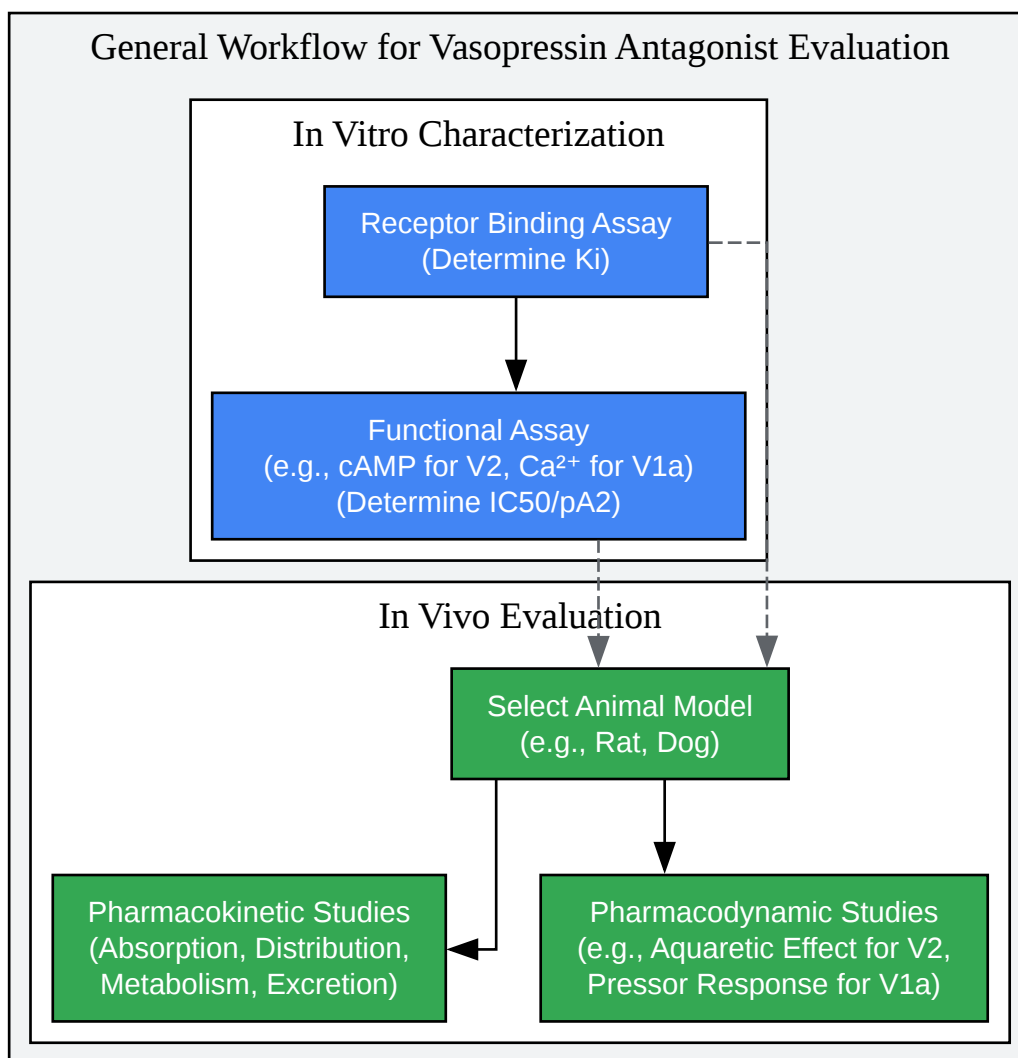 General Workflow for Vasopressin Antagonist Evaluation
In Vitro Characterization
Receptor Binding Assay
(Determine Ki)
Functional Assay
(e.g., cAMP for V2, Ca²⁺ for V1a)
(Determine IC50/pA2)
In Vivo Evaluation
Select Animal Model
(e.g., Rat, Dog)
Pharmacokinetic Studies
(Absorption, Distribution,
Metabolism, Excretion)
Pharmacodynamic Studies
(e.g., Aquaretic Effect for V2,
Pressor Response for V1a)